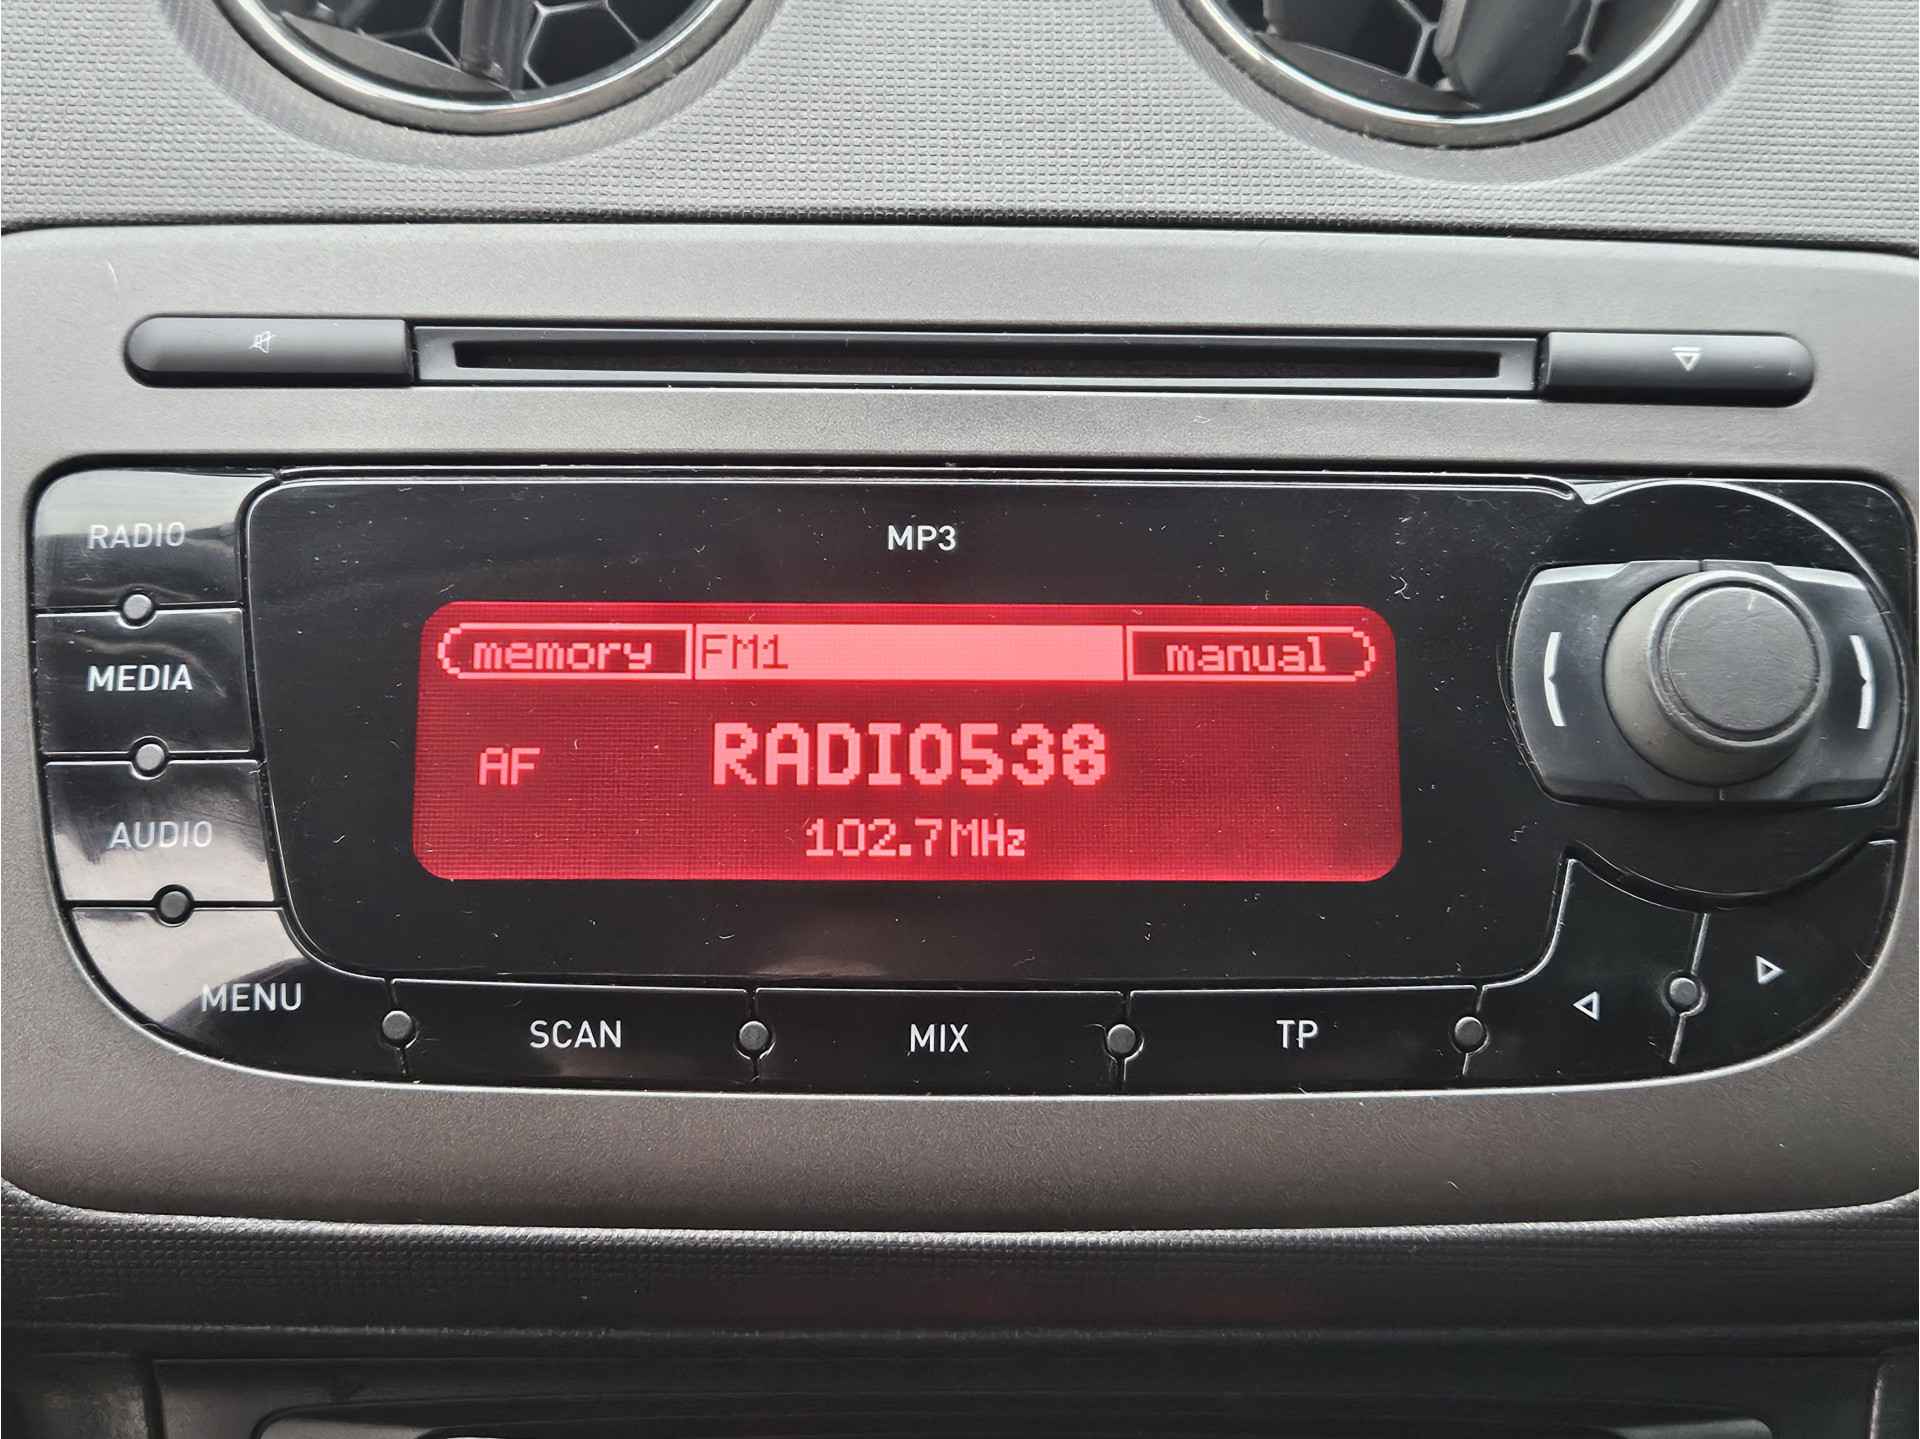 MP3
RADIO
memory FM1 manual
MEDIA
AF RADIO538
102.7MHz
AUDIO
MENU
SCAN MIX TP